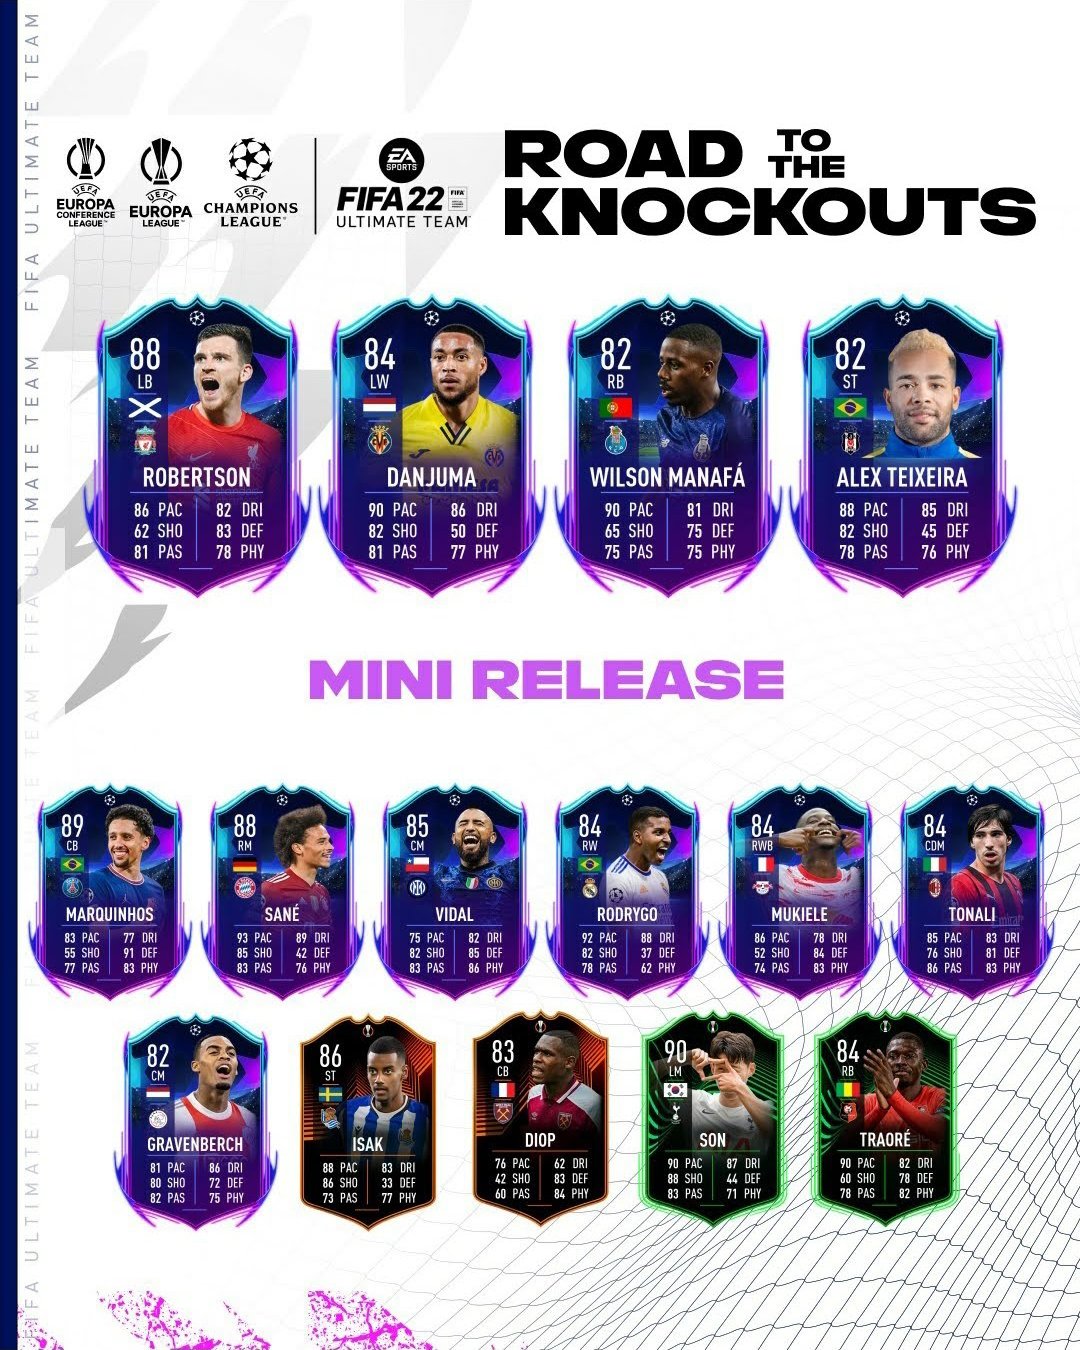 FIFA ULTIMATE TEAM FIFA ULTIMATE TEAM FIFA ULTIMATE TEAM FIFA ULTIMATE TEAM
UEFA
EUROPA
CONFERENCE
LEAGUE™
UEFA
EUROPA
LEAGUE™
UEFA
CHAMPIONS
LEAGUE®
EA
SPORTS
FIFA 22
FIFA
ULTIMATE TEAM™
ROAD TO THE
KNOCKOUTS
88
LB
ROBERTSON
86 PAC 82 DRI
62 SHO 83 DEF
81 PAS 78 PHY
84
LW
DANJUMA
90 PAC 86 DRI
82 SHO 50 DEF
81 PAS 77 PHY
82
RB
WILSON MANAFÁ
90 PAC 81 DRI
65 SHO 75 DEF
75 PAS 75 PHY
82
ST
ALEX TEIXEIRA
88 PAC 85 DRI
82 SHO 45 DEF
78 PAS 76 PHY
MINI RELEASE
89
CB
MARQUINHOS
83 PAC 77 DRI
55 SHO 91 DEF
77 PAS 83 PHY
88
RM
SANÉ
93 PAC 89 DRI
85 SHO 42 DEF
83 PAS 76 PHY
85
CM
VIDAL
75 PAC 82 DRI
82 SHO 85 DEF
83 PAS 86 PHY
84
RW
RODRYGO
92 PAC 88 DRI
82 SHO 37 DEF
78 PAS 62 PHY
84
RWB
MUKIELE
86 PAC 78 DRI
52 SHO 84 DEF
74 PAS 83 PHY
84
CDM
TONALI
85 PAC 83 DRI
76 SHO 81 DEF
86 PAS 83 PHY
82
CM
GRAVENBERCH
81 PAC 86 DRI
80 SHO 72 DEF
82 PAS 75 PHY
86
ST
ISAK
88 PAC 83 DRI
86 SHO 33 DEF
73 PAS 77 PHY
83
CB
DIOP
76 PAC 62 DRI
42 SHO 83 DEF
60 PAS 84 PHY
90
LM
SON
90 PAC 87 DRI
88 SHO 44 DEF
83 PAS 71 PHY
84
RB
TRAORÉ
90 PAC 82 DRI
60 SHO 78 DEF
78 PAS 82 PHY